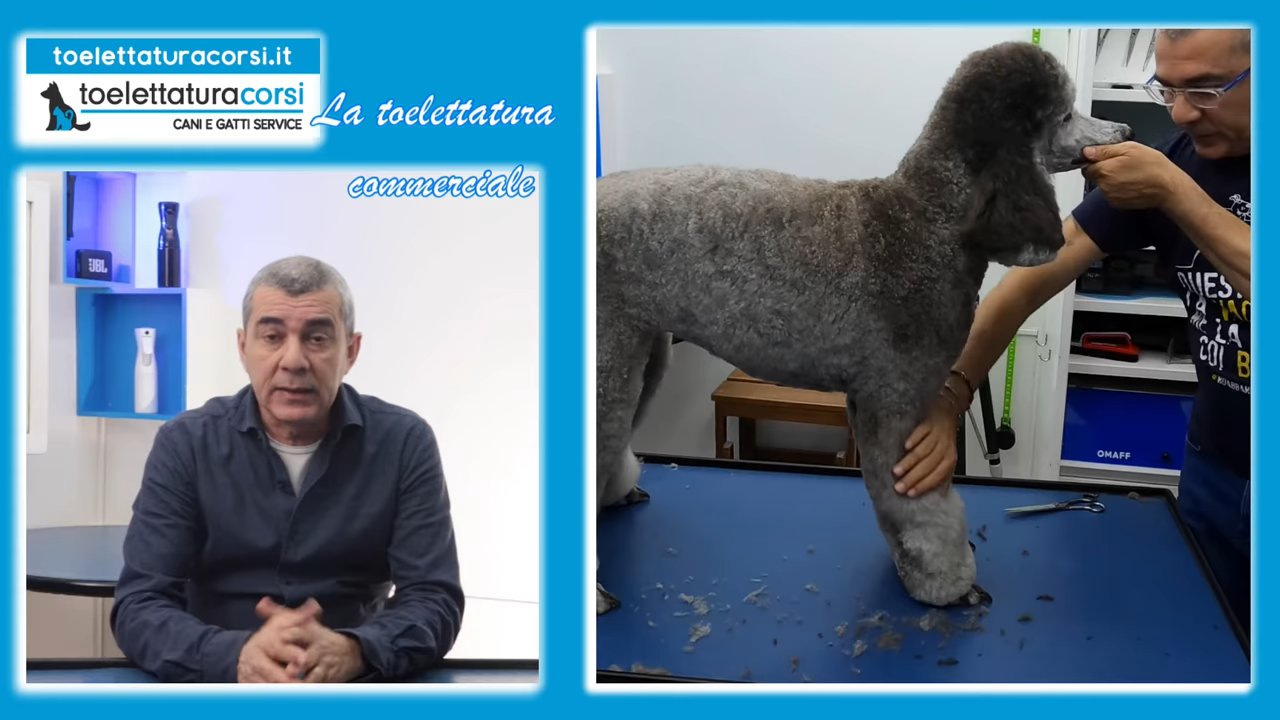 toelettaturacorsi.it
toelettaturacorsi
CANI E GATTI SERVICE
La toelettatura
commerciale
JBL
OMAFF